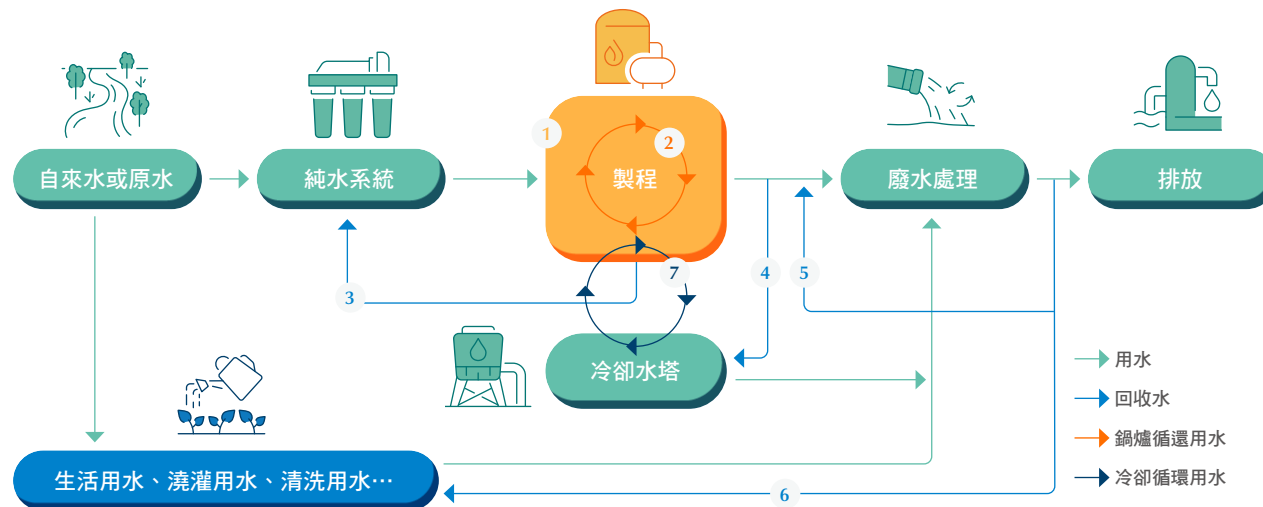 自來水或原水
純水系統
1
2
製程
廢水處理
排放
3
7
4
5
冷卻水塔
用水
回收水
鍋爐循還用水
冷卻循環用水
生活用水、澆灌用水、清洗用水…
6